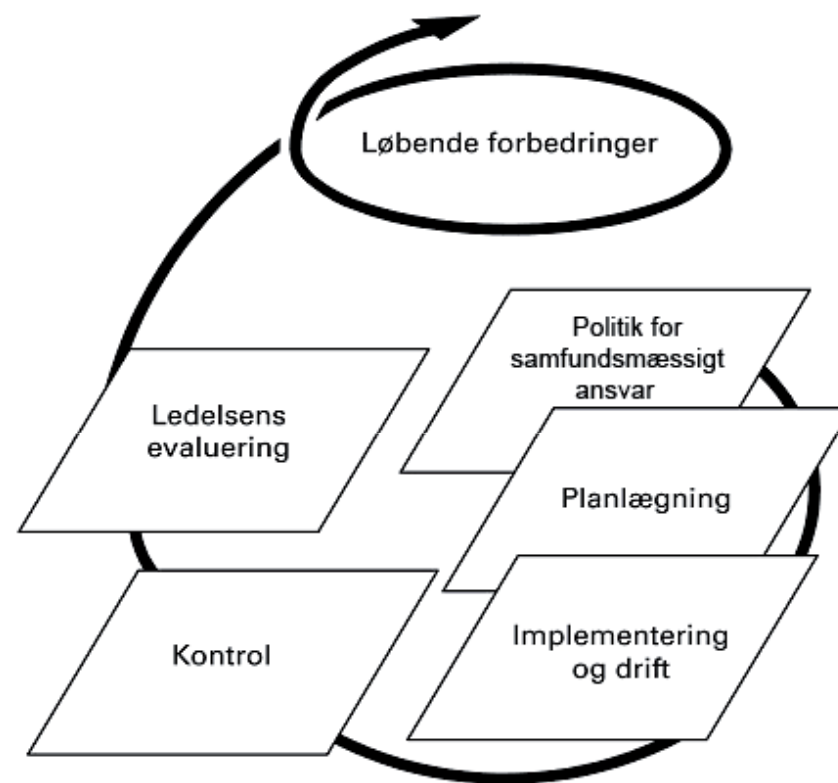 Løbende forbedringer
Politik for
samfundsmæssigt
ansvar
Ledelsens
evaluering
Planlægning
Implementering
og drift
Kontrol